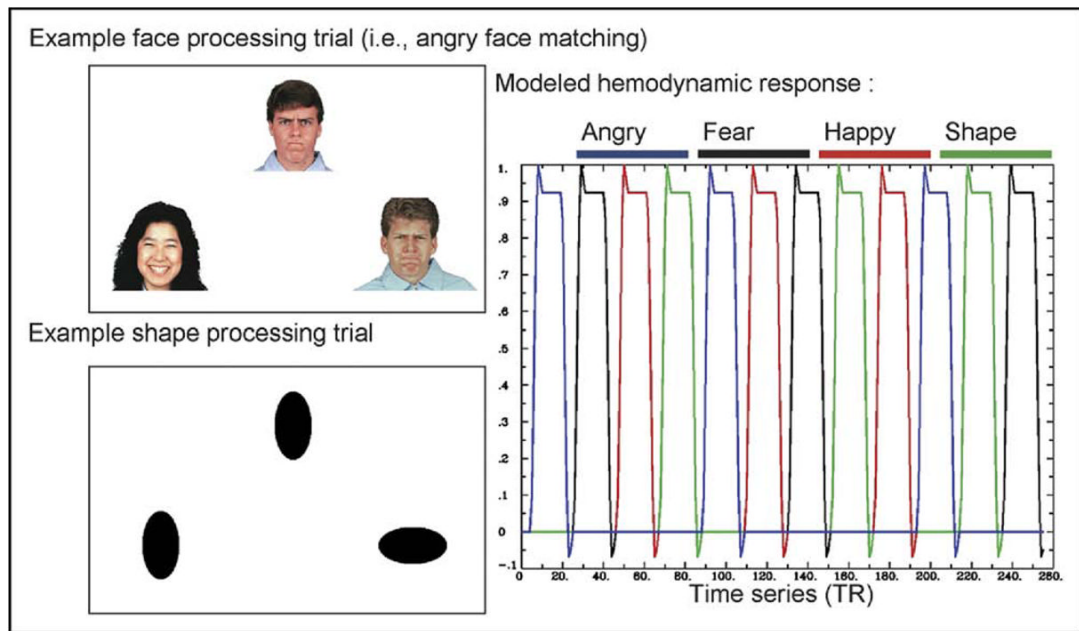 Example face processing trial (i.e., angry face matching)
Modeled hemodynamic response :
Angry Fear Happy Shape
1.
.9
.8
.7
.6
.5
.4
.3
.2
.1
0
-.1
0 20. 40. 60. 80. 100. 120. 140. 160. 180. 200. 220. 240. 260.
Time series (TR)
Example shape processing trial